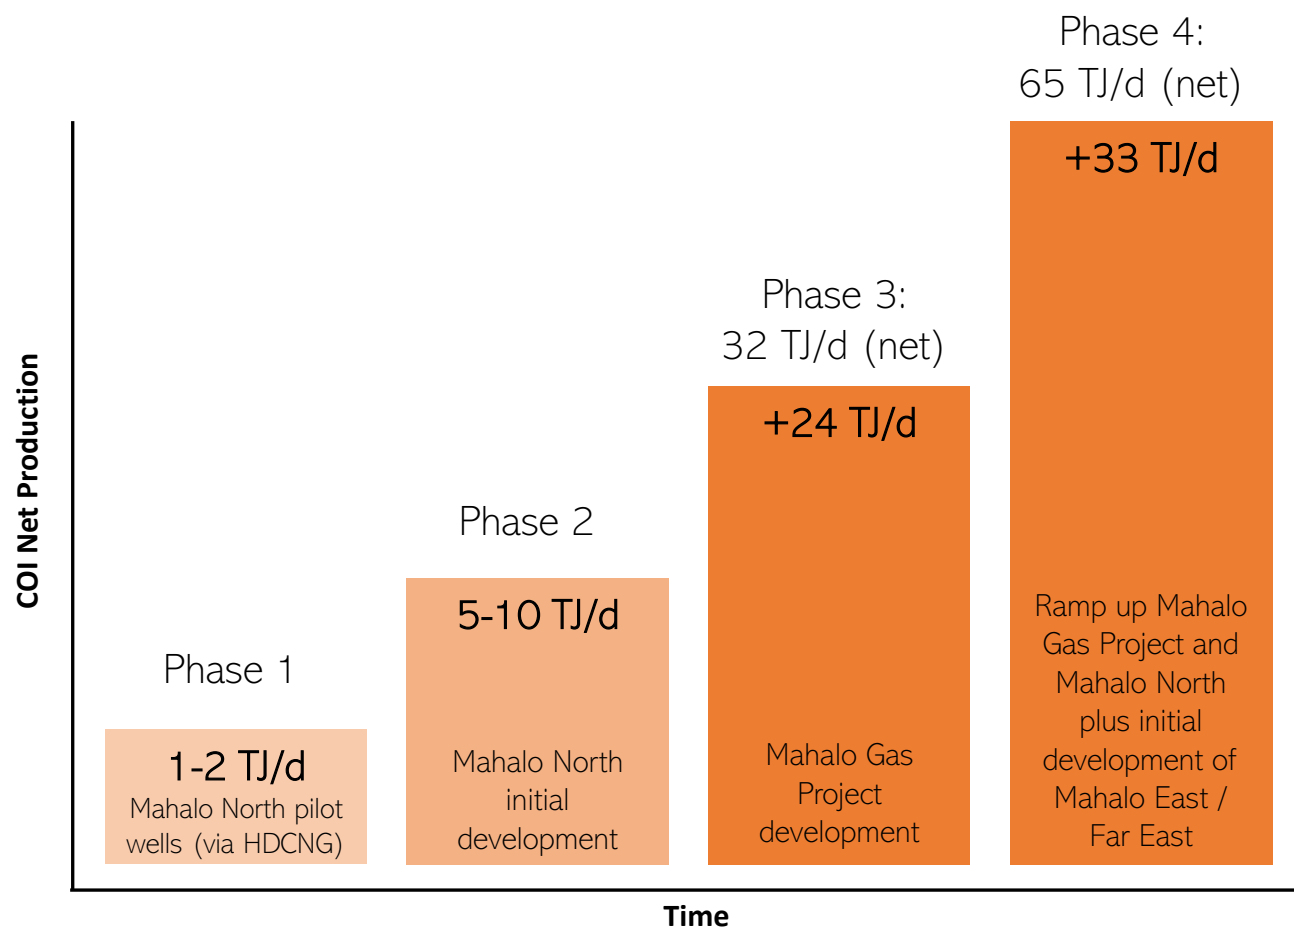 COI Net Production
Phase 1
1-2 TJ/d
Mahalo North pilot
wells (via HDCNG)
Phase 2
5-10 TJ/d
Mahalo North
initial
development
Phase 3:
32 TJ/d (net)
+24 TJ/d
Mahalo Gas
Project
development
Phase 4:
65 TJ/d (net)
+33 TJ/d
Ramp up Mahalo
Gas Project and
Mahalo North
plus initial
development of
Mahalo East /
Far East
Time